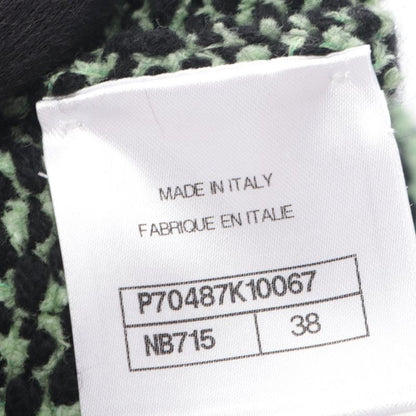 MADE IN ITALY
FABRIQUE EN ITALIE
P70487K10067
NB715 38